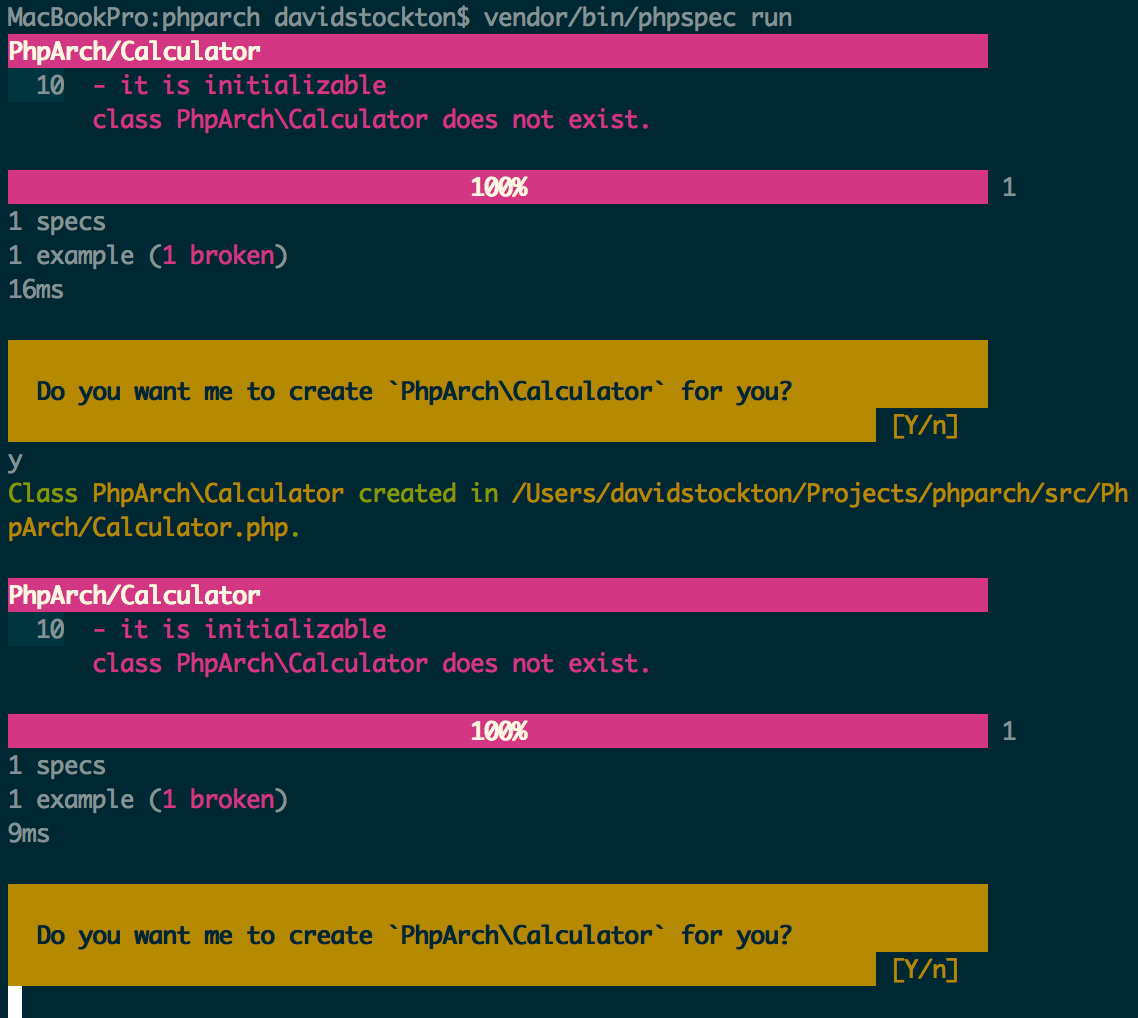 MacBookPro:phparch davidstockton$ vendor/bin/phpspec run
PhpArch/Calculator
10 - it is initializable
class PhpArch\Calculator does not exist.
100% 1
1 specs
1 example (1 broken)
16ms
Do you want me to create `PhpArch\Calculator` for you?
[Y/n]
y
Class PhpArch\Calculator created in /Users/davidstockton/Projects/phparch/src/Ph
pArch/Calculator.php.
PhpArch/Calculator
10 - it is initializable
class PhpArch\Calculator does not exist.
100% 1
1 specs
1 example (1 broken)
9ms
Do you want me to create `PhpArch\Calculator` for you?
[Y/n]